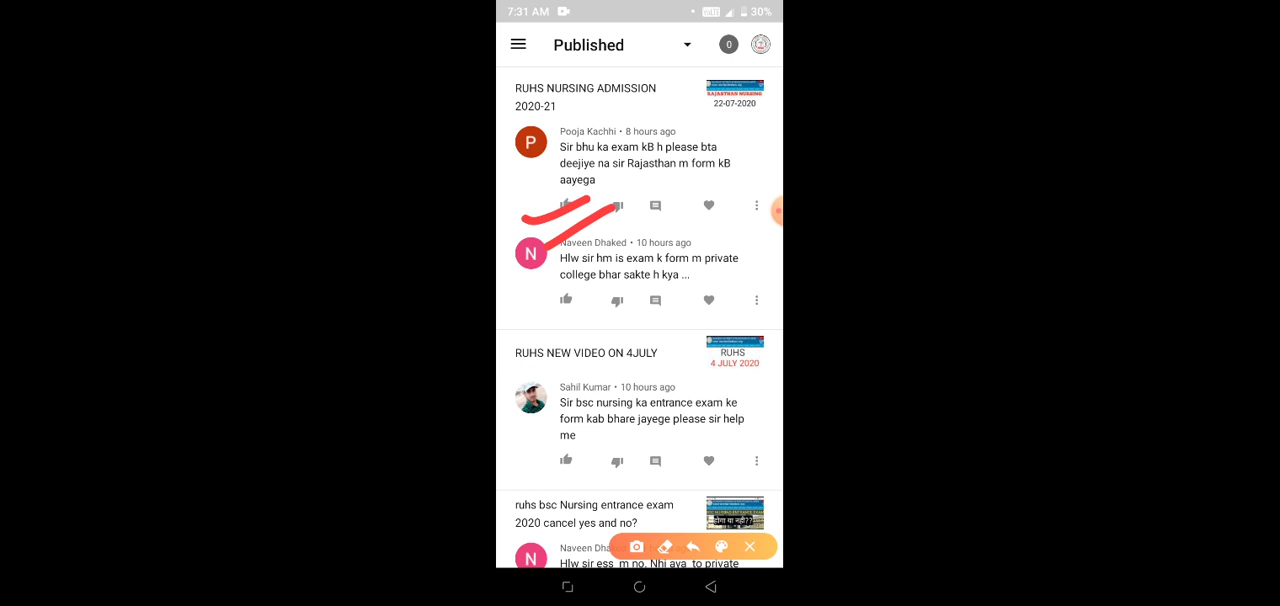 7:31 AM
30%
Published
0
RUHS NURSING ADMISSION
2020-21
RAJASTHAN NURSING
22-07-2020
P
Pooja Kachhi • 8 hours ago
Sir bhu ka exam kB h please bta
deejiye na sir Rajasthan m form kB
aayega
N
Naveen Dhaked • 10 hours ago
Hlw sir hm is exam k form m private
college bhar sakte h kya ...
RUHS NEW VIDEO ON 4JULY
RUHS
4 JULY 2020
Sahil Kumar • 10 hours ago
Sir bsc nursing ka entrance exam ke
form kab bhare jayege please sir help
me
ruhs bsc Nursing entrance exam
2020 cancel yes and no?
होगा या नहीं??
N
Naveen Dha
Hlw sir ess m no. Nhi aya to private